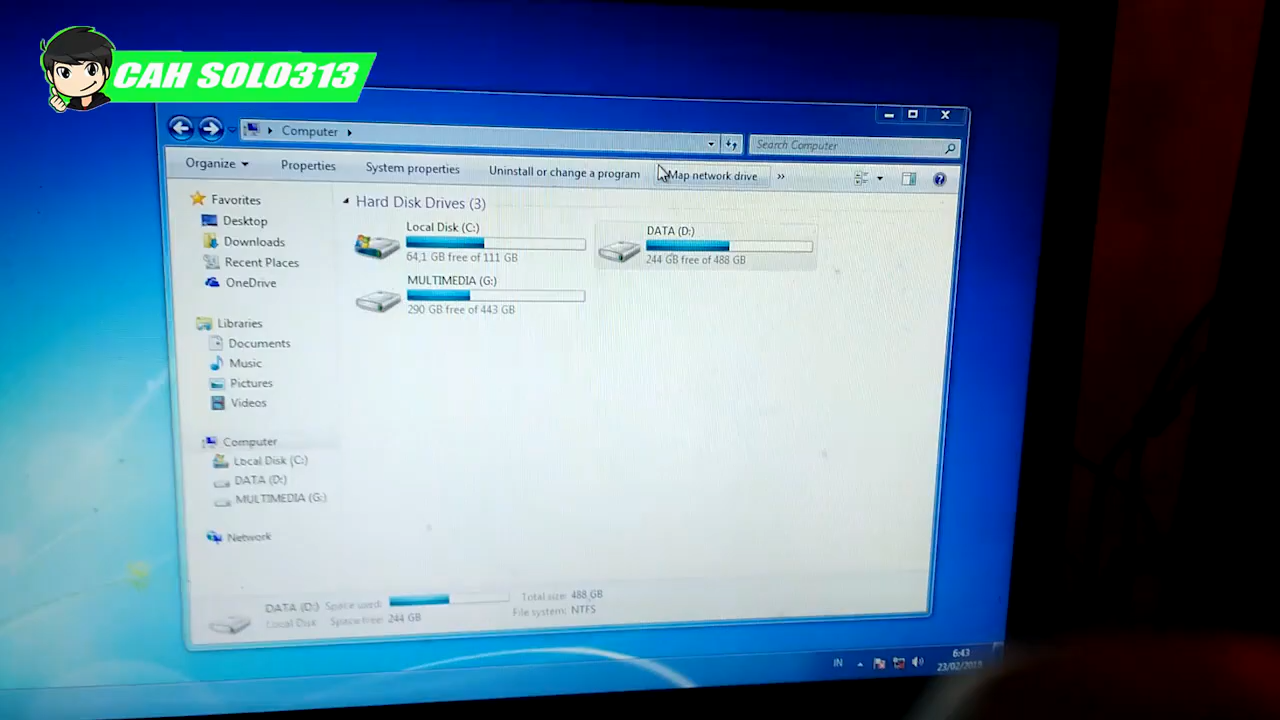 CAH SOLO313
Computer
Search Computer
Organize Properties System properties Uninstall or change a program Map network drive »
Favorites
Desktop
Downloads
Recent Places
OneDrive
Libraries
Documents
Music
Pictures
Videos
Computer
Local Disk (C:)
DATA (D:)
MULTIMEDIA (G:)
Network
Hard Disk Drives (3)
Local Disk (C:)
64,1 GB free of 111 GB
DATA (D:)
244 GB free of 488 GB
MULTIMEDIA (G:)
290 GB free of 443 GB
DATA (D:) Space used: Total size: 488 GB
Local Disk Space free: 244 GB File system: NTFS
IN
6:43